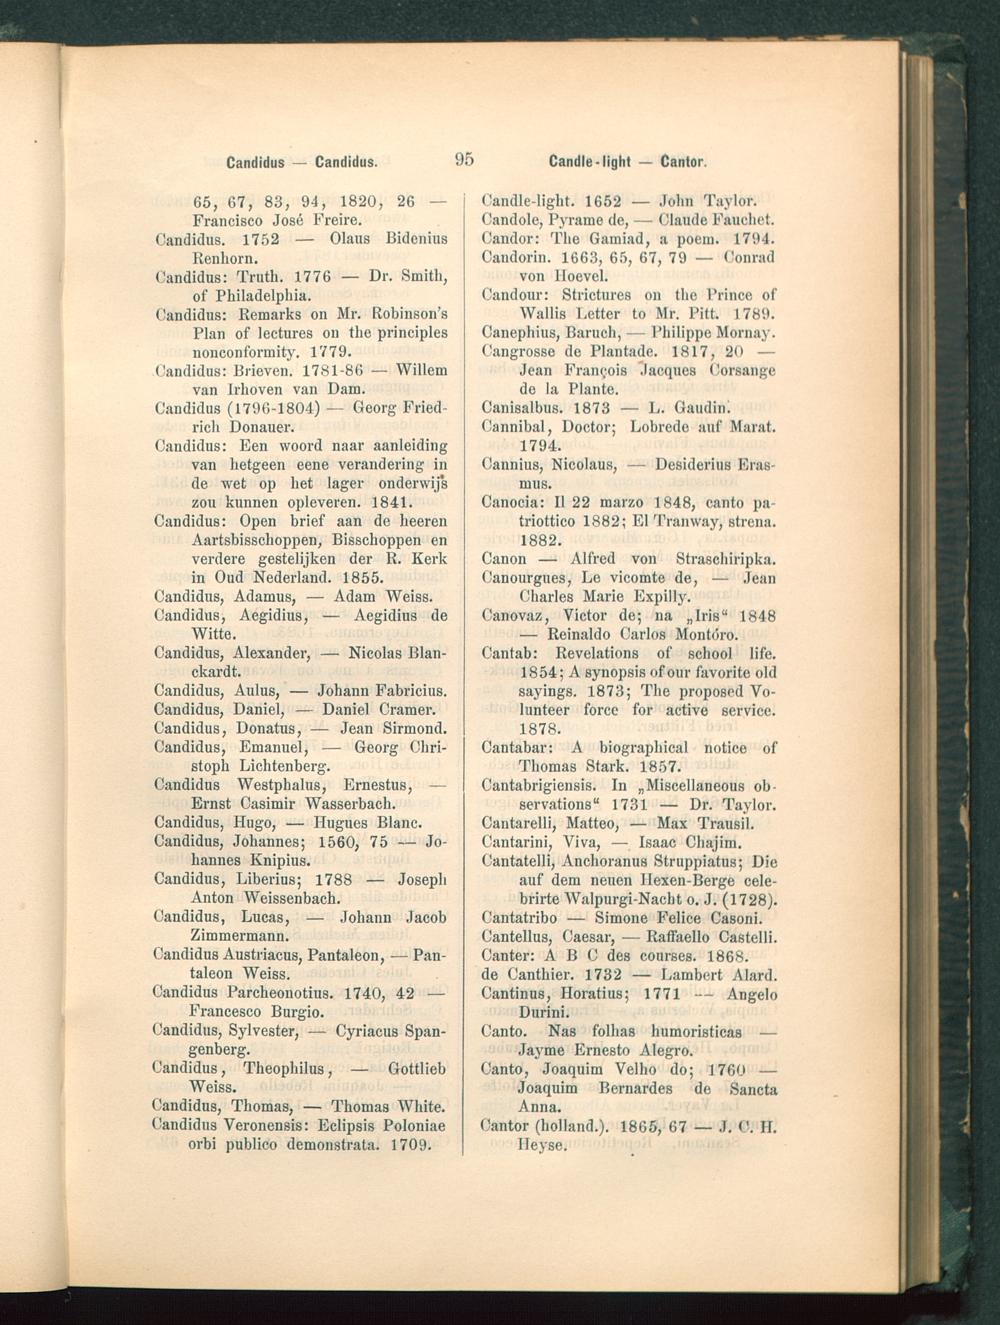 Candidus — Candidus.
95
Candle-light — Cantor.
65, 67, 83, 94, 1820, 26 —
Francisco José Freire.
Candidus. 1752 — Olaus Bidenius
Renhorn.
Candidus: Truth. 1776 — Dr. Smith,
of Philadelphia.
Candidus: Remarks on Mr. Robinson's
Plan of lectures on the principles
nonconformity. 1779.
Candidus: Brieven. 1781-86 — Willem
van Irhoven van Dam.
Candidus (1796-1804) — Georg Fried-
rich Donauer.
Candidus: Een woord naar aanleiding
van hetgeen eene verandering in
de wet op het lager onderwijs
zou kunnen opleveren. 1841.
Candidus: Open brief aan de heeren
Aartsbisschoppen, Bisschoppen en
verdere gestelijken der R. Kerk
in Oud Nederland. 1855.
Candidus, Adamus, — Adam Weiss.
Candidus, Aegidius, — Aegidius de
Witte.
Candidus, Alexander, — Nicolas Blan-
ckardt.
Candidus, Aulus, — Johann Fabricius.
Candidus, Daniel, — Daniel Cramer.
Candidus, Donatus, — Jean Sirmond.
Candidus, Emanuel, — Georg Chri-
stoph Lichtenberg.
Candidus Westphalus, Ernestus, —
Ernst Casimir Wasserbach.
Candidus, Hugo, — Hugues Blanc.
Candidus, Johannes; 1560, 75 — Jo-
hannes Knipius.
Candidus, Liberius; 1788 — Joseph
Anton Weissenbach.
Candidus, Lucas, — Johann Jacob
Zimmermann.
Candidus Austriacus, Pantaleon, — Pan-
taleon Weiss.
Candidus Parcheonotius. 1740, 42 —
Francesco Burgio.
Candidus, Sylvester, — Cyriacus Span-
genberg.
Candidus, Theophilus, — Gottlieb
Weiss.
Candidus, Thomas, — Thomas White.
Candidus Veronensis: Eclipsis Poloniae
orbi publico demonstrata. 1709.
Candle-light. 1652 — John Taylor.
Candole, Pyrame de, — Claude Fauchet.
Candor: The Gamiad, a poem. 1794.
Candorin. 1663, 65, 67, 79 — Conrad
von Hoevel.
Candour: Strictures on the Prince of
Wallis Letter to Mr. Pitt. 1789.
Canephius, Baruch, — Philippe Mornay.
Cangrosse de Plantade. 1817, 20 —
Jean François Jacques Corsange
de la Plante.
Canisalbus. 1873 — L. Gaudin.
Cannibal, Doctor; Lobrede auf Marat.
1794.
Cannius, Nicolaus, — Desiderius Eras-
mus.
Canocia: Il 22 marzo 1848, canto pa-
triottico 1882; El Tranway, strena.
1882.
Canon — Alfred von Straschiripka.
Canourgues, Le vicomte de, — Jean
Charles Marie Expilly.
Canovaz, Victor de; na „Iris“ 1848
— Reinaldo Carlos Montóro.
Cantab: Revelations of school life.
1854; A synopsis of our favorite old
sayings. 1873; The proposed Vo-
lunteer force for active service.
1878.
Cantabar: A biographical notice of
Thomas Stark. 1857.
Cantabrigiensis. In „Miscellaneous ob-
servations“ 1731 — Dr. Taylor.
Cantarelli, Matteo, — Max Trausil.
Cantarini, Viva, — Isaac Chajim.
Cantatelli, Anchoranus Struppiatus; Die
auf dem neuen Hexen-Berge cele-
brirte Walpurgi-Nacht o. J. (1728).
Cantatribo — Simone Felice Casoni.
Cantellus, Caesar, — Raffaello Castelli.
Canter: A B C des courses. 1868.
de Canthier. 1732 — Lambert Alard.
Cantinus, Horatius; 1771 — Angelo
Durini.
Canto. Nas folhas humoristicas —
Jayme Ernesto Alegro.
Canto, Joaquim Velho do; 1760 —
Joaquim Bernardes de Sancta
Anna.
Cantor (holland.). 1865, 67 — J. C. H.
Heyse.